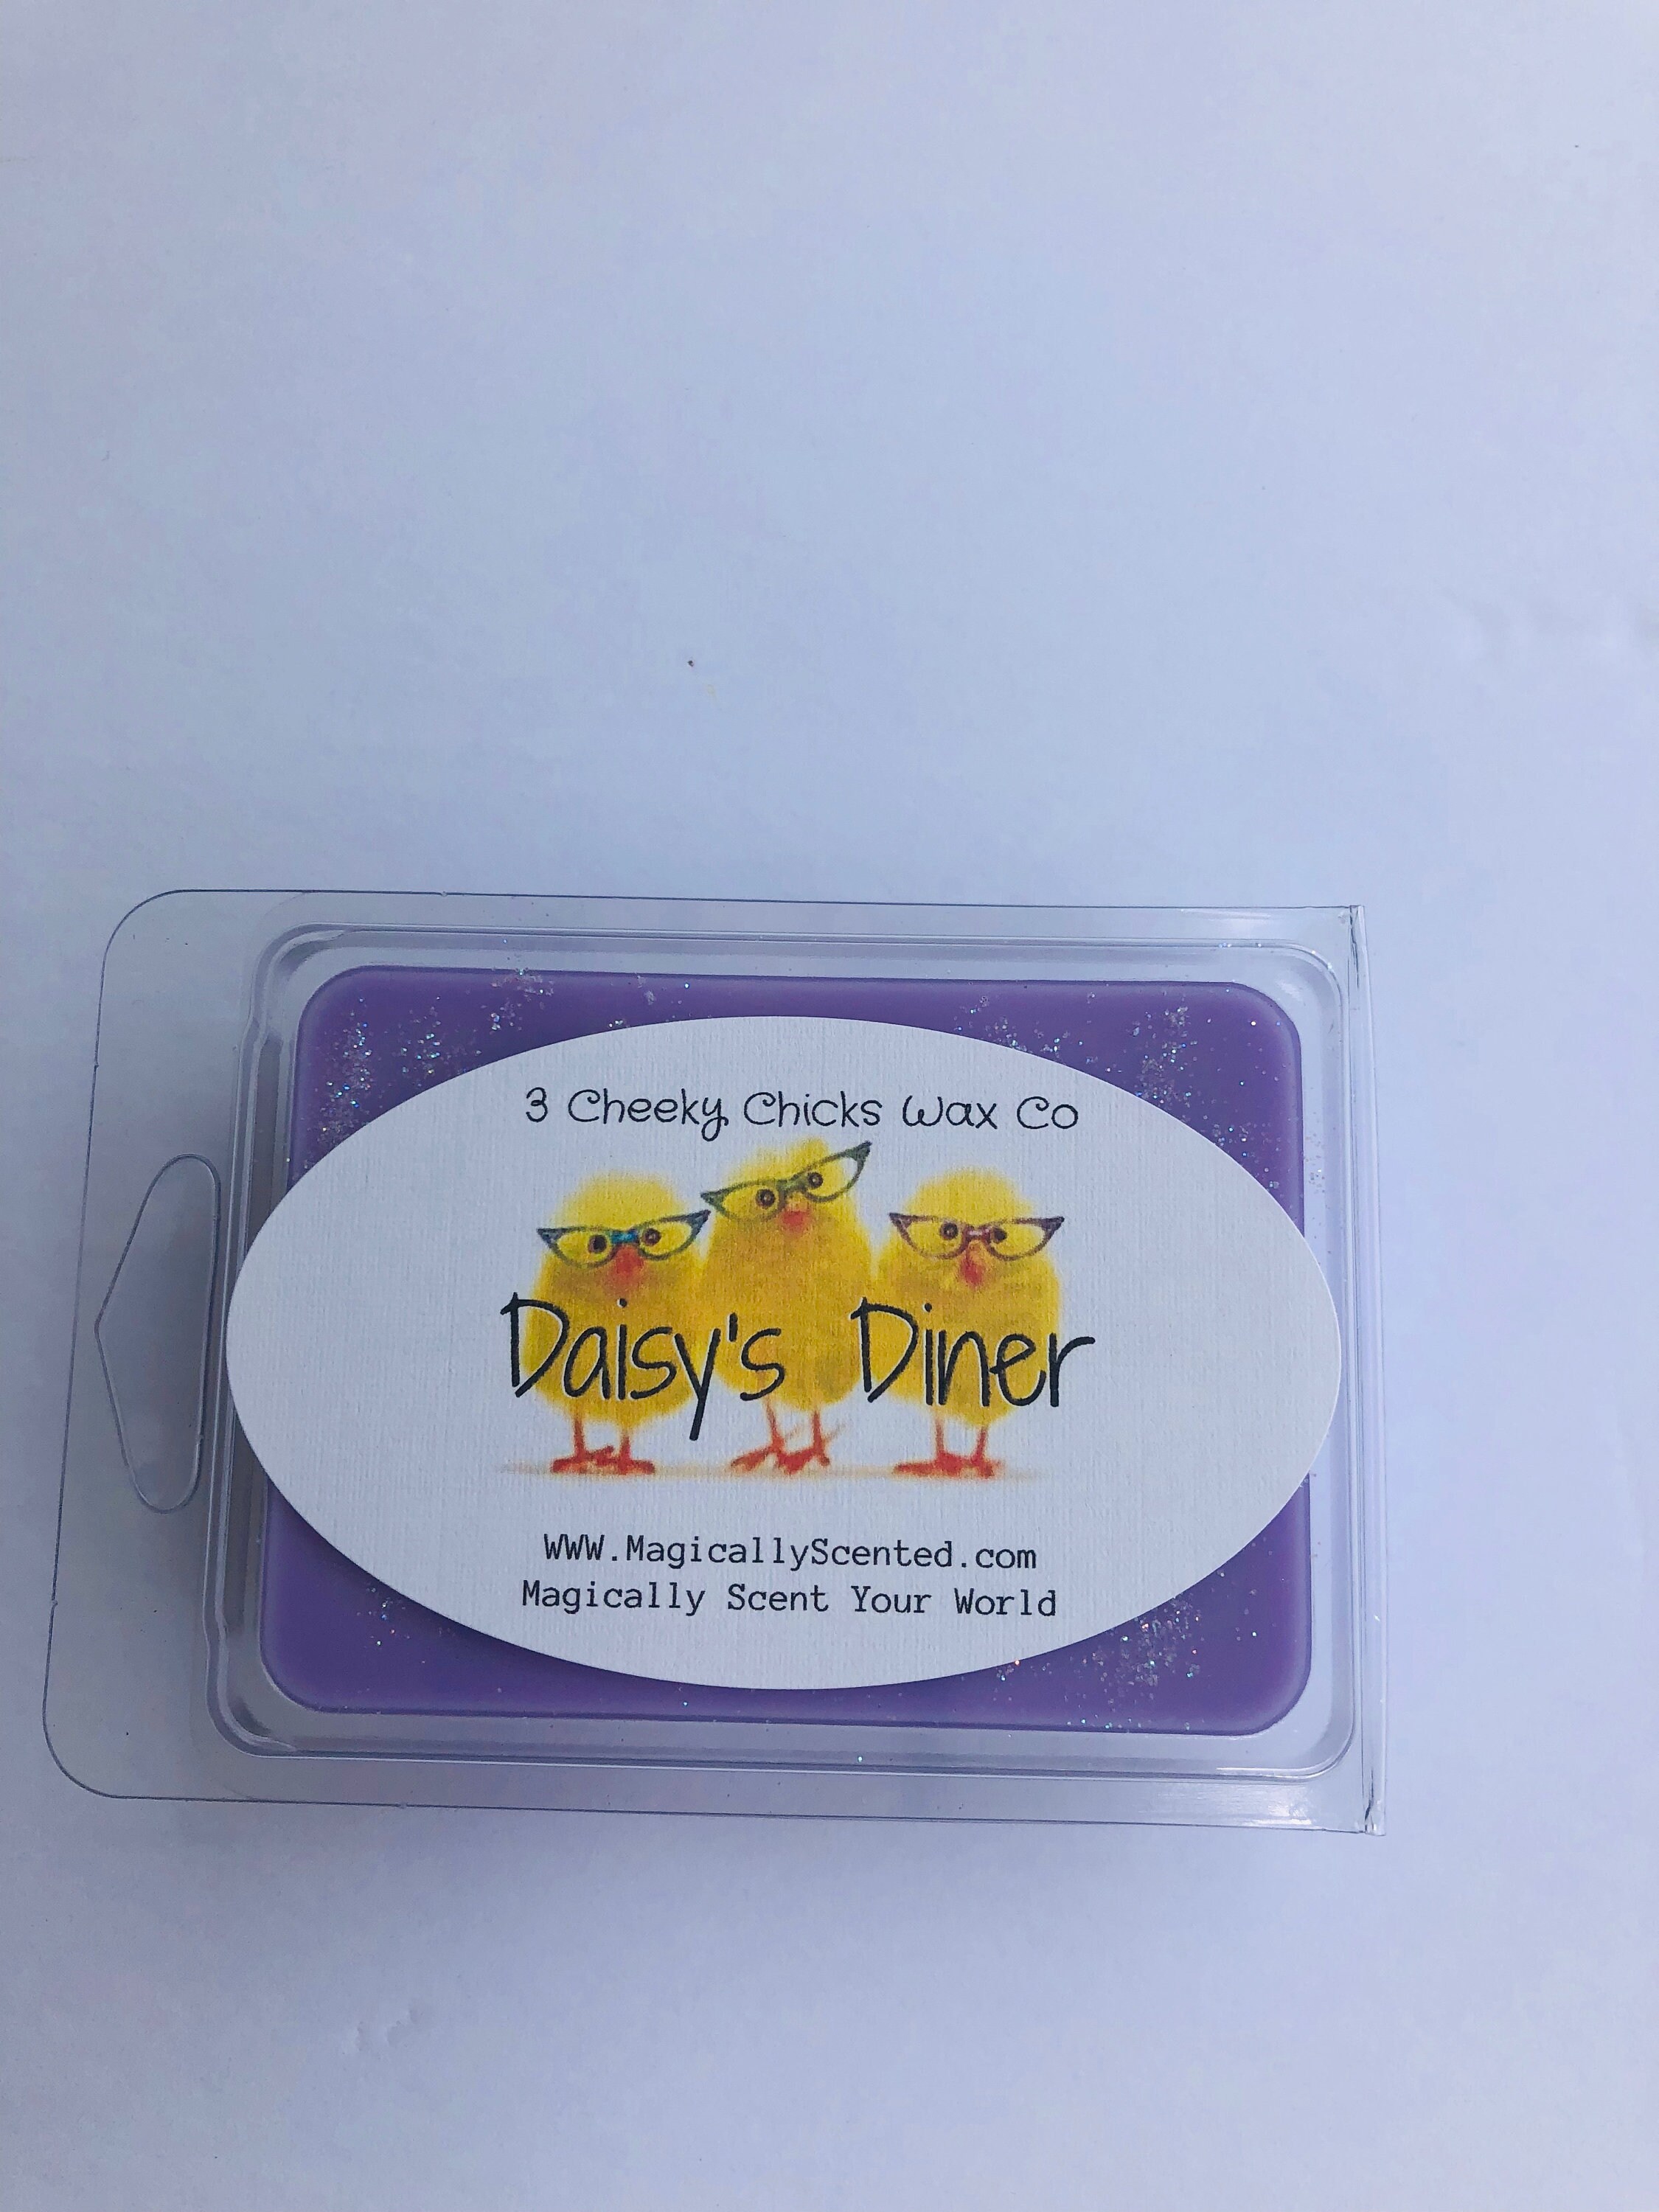 3 Cheeky Chicks Wax Co
Daisy's Diner
WWW.MagicallyScented.com
Magically Scent Your World